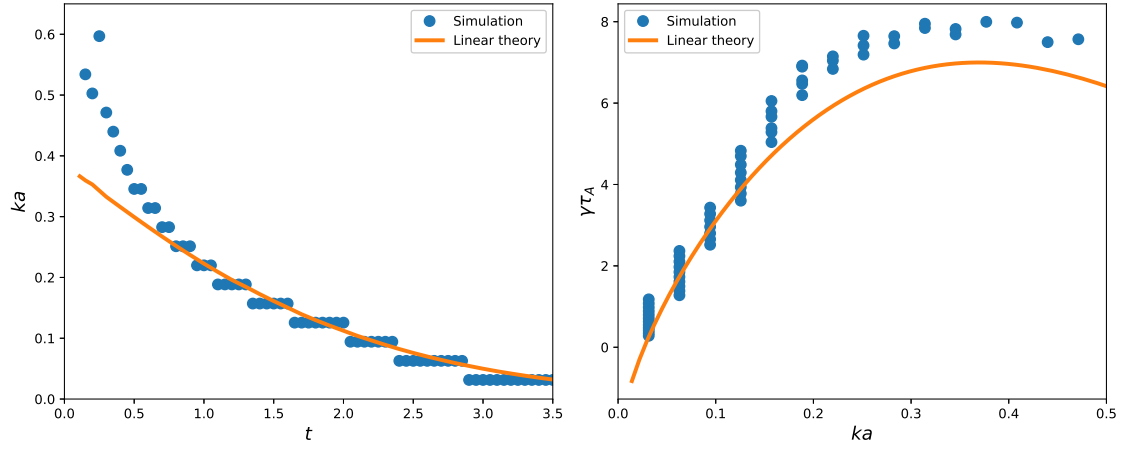 Simulation
Linear theory
0.6
0.5
0.4
0.3
0.2
0.1
0.0
ka
0.0 0.5 1.0 1.5 2.0 2.5 3.0 3.5
t
Simulation
Linear theory
8
6
4
2
0
γτ_A
0.0 0.1 0.2 0.3 0.4 0.5
ka